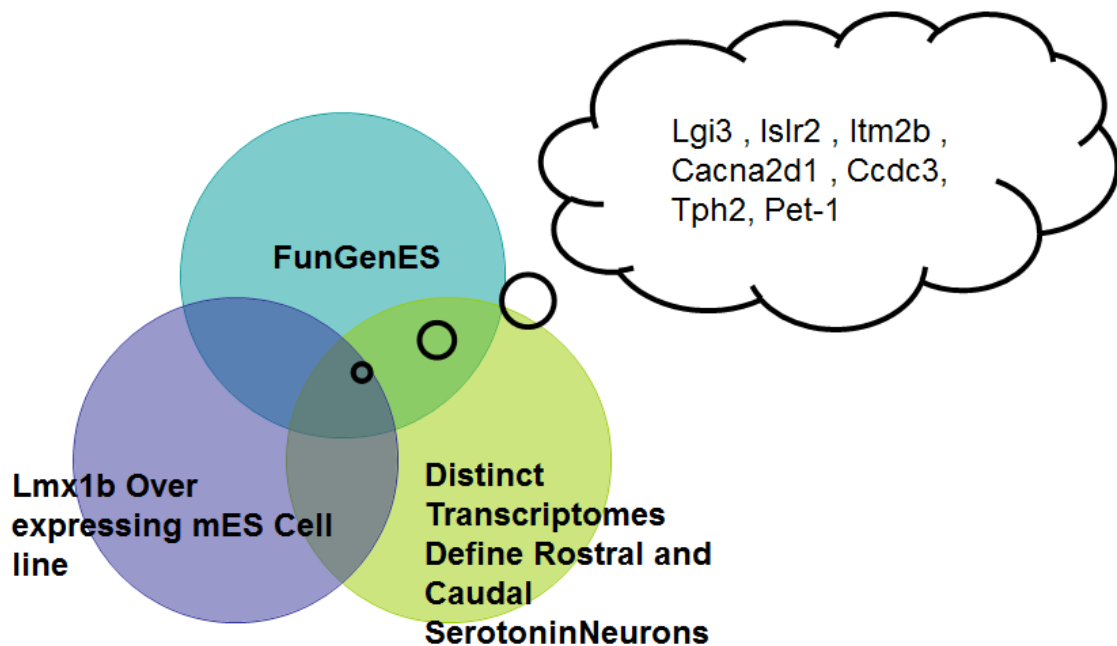 Lgi3 , Islr2 , Itm2b ,
Cacna2d1 , Ccdc3,
Tph2, Pet-1
FunGenES
Lmx1b Over
expressing mES Cell
line
Distinct
Transcriptomes
Define Rostral and
Caudal
SerotoninNeurons